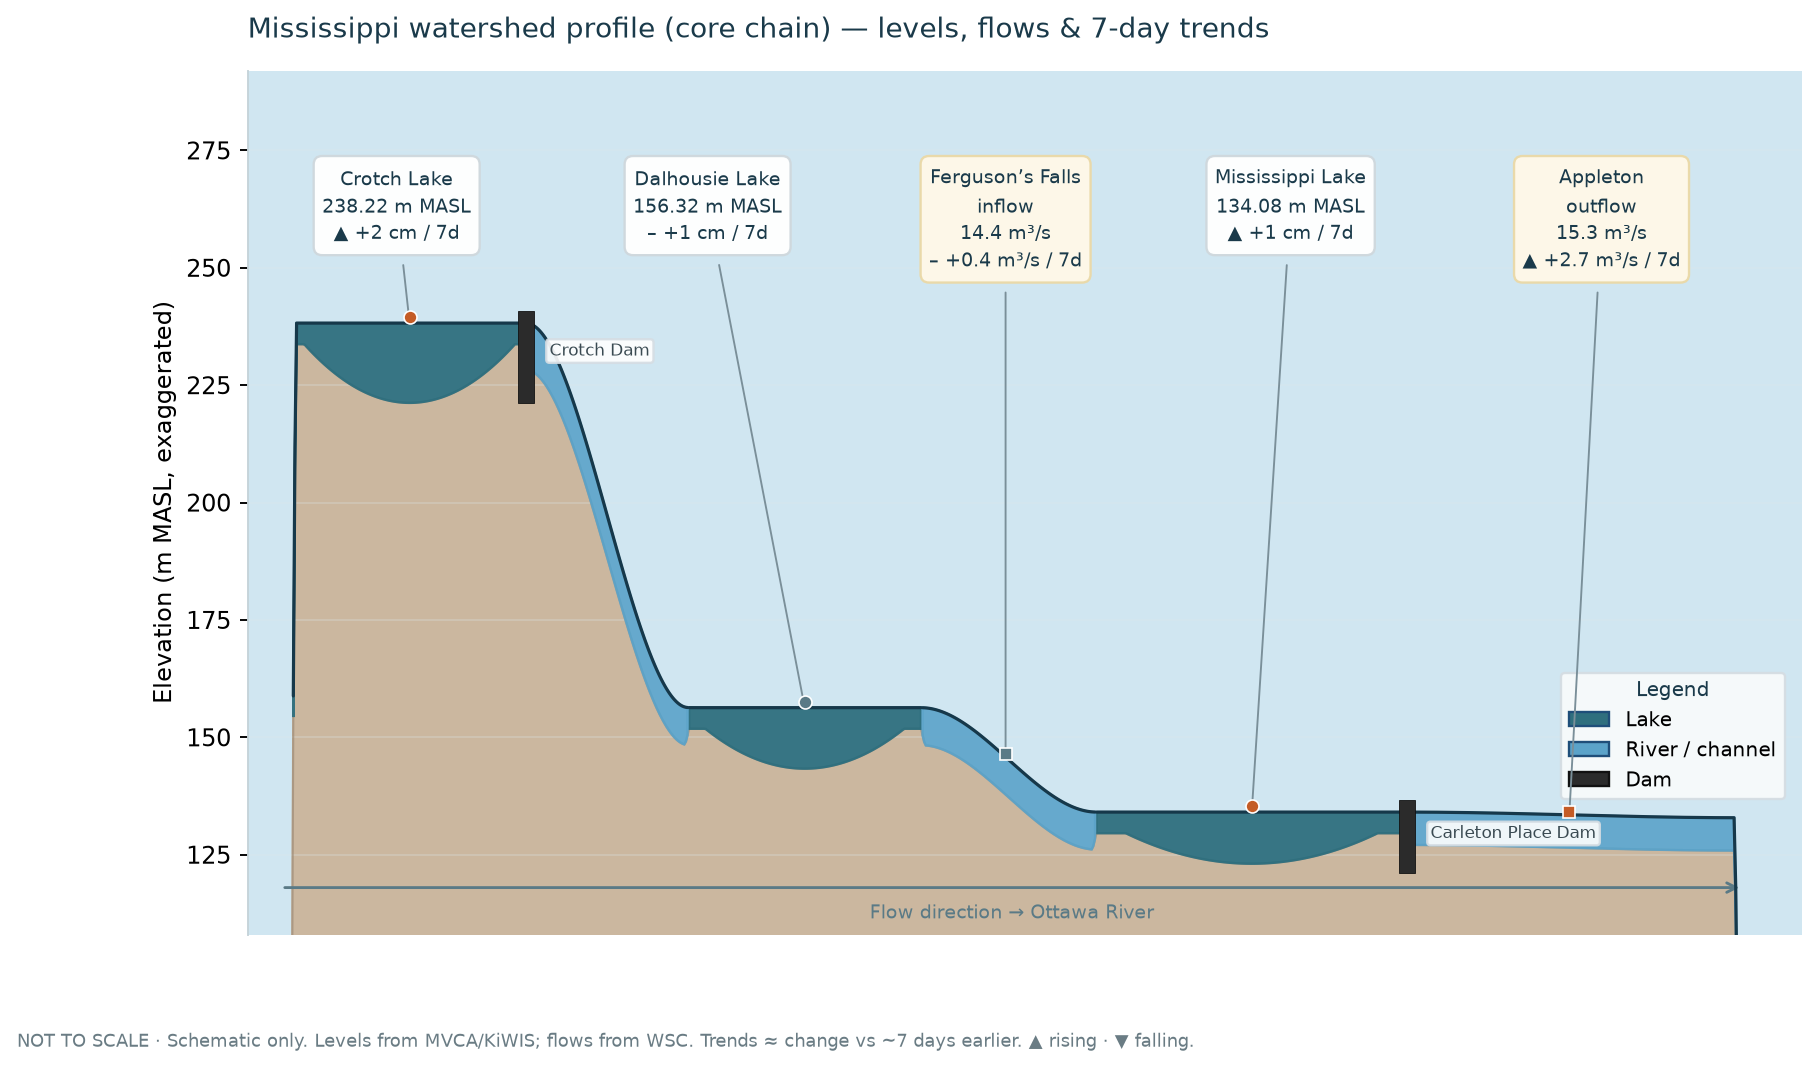 Mississippi watershed profile (core chain) — levels, flows & 7-day trends
Elevation (m MASL, exaggerated)
275
250
225
200
175
150
125
Crotch Lake
238.22 m MASL
▲ +2 cm / 7d
Dalhousie Lake
156.32 m MASL
– +1 cm / 7d
Ferguson’s Falls
inflow
14.4 m³/s
– +0.4 m³/s / 7d
Mississippi Lake
134.08 m MASL
▲ +1 cm / 7d
Appleton
outflow
15.3 m³/s
▲ +2.7 m³/s / 7d
Crotch Dam
Carleton Place Dam
Legend
Lake
River / channel
Dam
Flow direction → Ottawa River
NOT TO SCALE · Schematic only. Levels from MVCA/KiWIS; flows from WSC. Trends ≈ change vs ~7 days earlier. ▲ rising · ▼ falling.